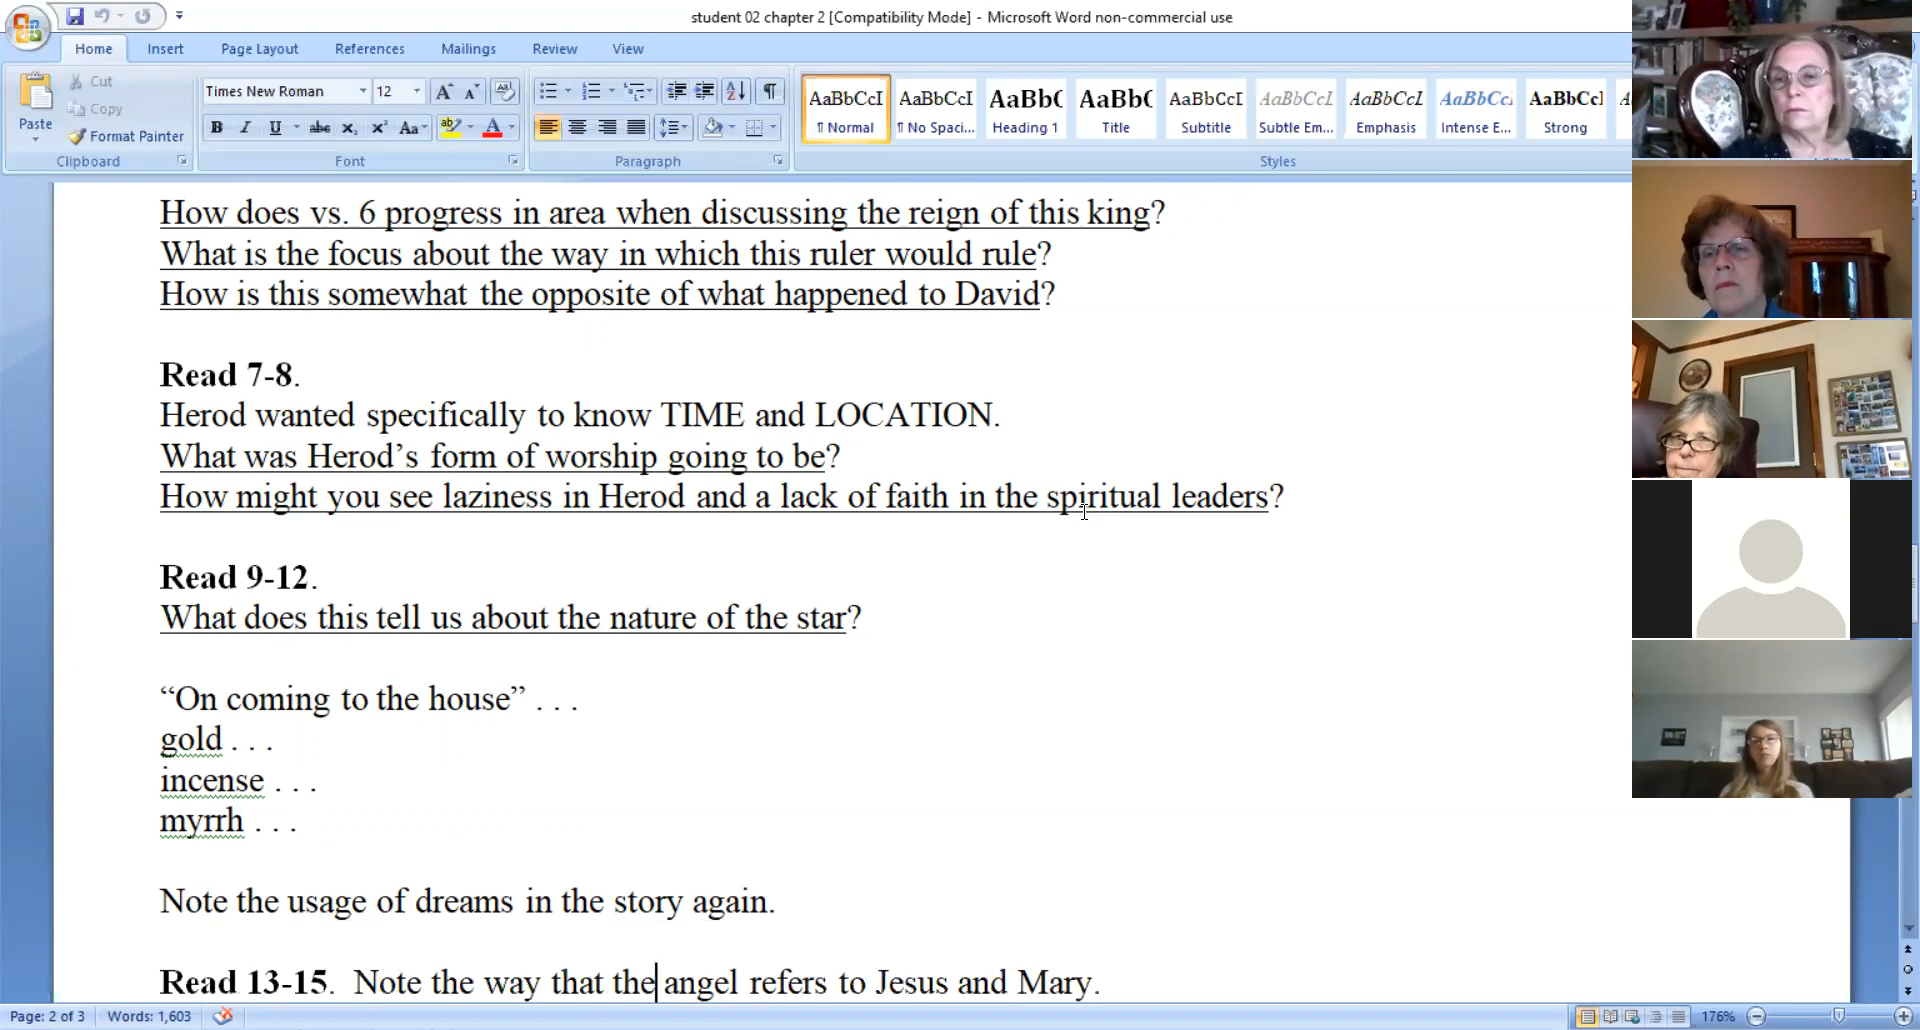 student 02 chapter 2 [Compatibility Mode] - Microsoft Word non-commercial use
Home Insert Page Layout References Mailings Review View
Paste
Cut
Copy
Format Painter
Clipboard
Times New Roman 12
Font
Paragraph
AaBbCcI AaBbCcI AaBbC AaBbC AaBbCcI AaBbCcL AaBbCcL AaBbCc. AaBbCcI
¶ Normal ¶ No Spaci... Heading 1 Title Subtitle Subtle Em... Emphasis Intense E... Strong
Styles
How does vs. 6 progress in area when discussing the reign of this king?
What is the focus about the way in which this ruler would rule?
How is this somewhat the opposite of what happened to David?
Read 7-8.
Herod wanted specifically to know TIME and LOCATION.
What was Herod’s form of worship going to be?
How might you see laziness in Herod and a lack of faith in the spiritual leaders?
Read 9-12.
What does this tell us about the nature of the star?
“On coming to the house” . . .
gold . . .
incense . . .
myrrh . . .
Note the usage of dreams in the story again.
Read 13-15. Note the way that the angel refers to Jesus and Mary.
Page: 2 of 3 Words: 1,603 176%